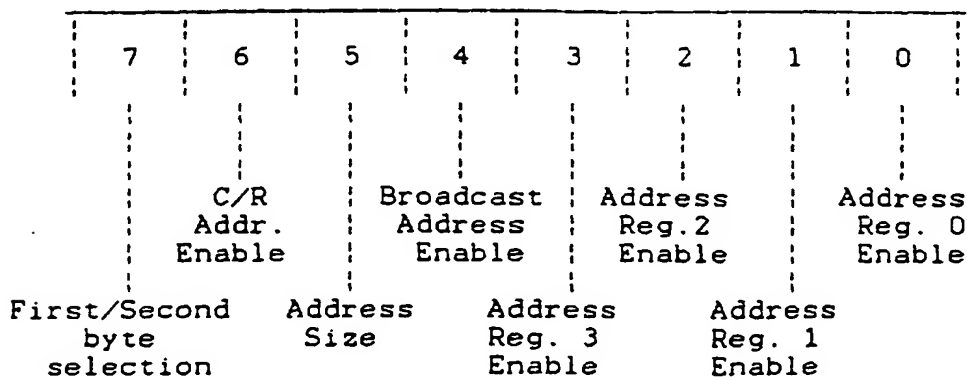 7 6 5 4 3 2 1 0
C/R Broadcast Address Address
Addr. Address Reg.2 Reg. 0
Enable Enable Enable Enable
First/Second Address Address Address
byte Size Reg. 3 Reg. 1
selection Enable Enable